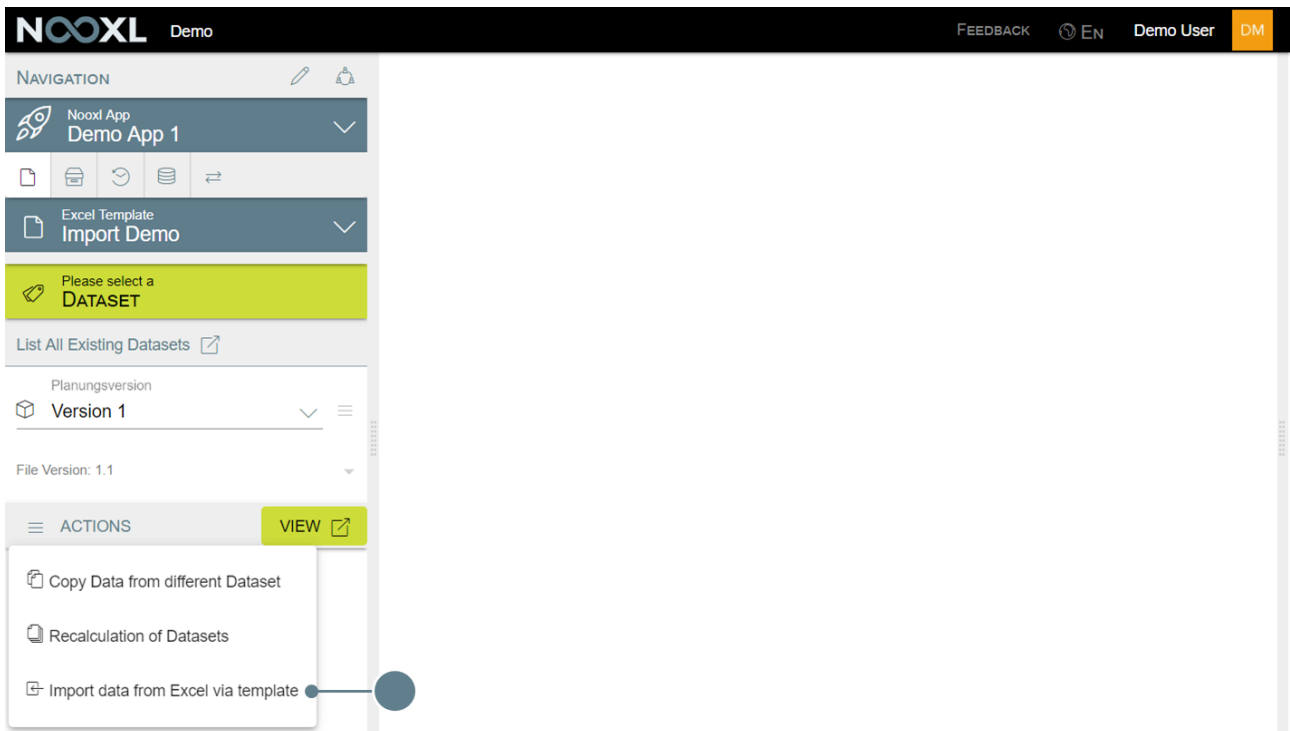 NOOXL Demo FEEDBACK EN Demo User DM
NAVIGATION
Nooxl App
Demo App 1
Excel Template
Import Demo
Please select a
DATASET
List All Existing Datasets
Planungsversion
Version 1
File Version: 1.1
ACTIONS VIEW
Copy Data from different Dataset
Recalculation of Datasets
Import data from Excel via template